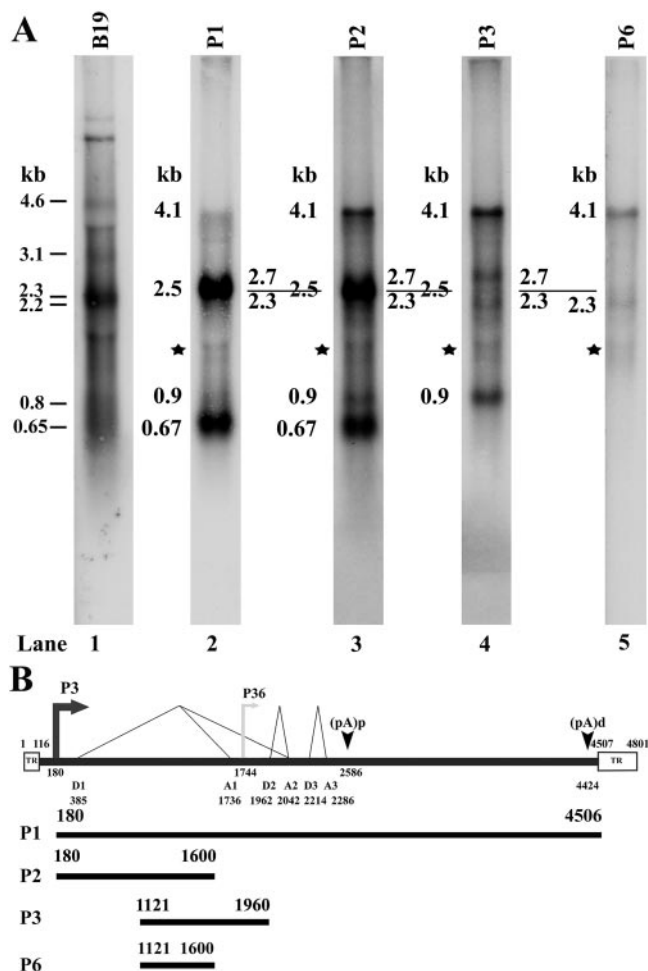 A
B19
P1
P2
P3
P6
kb kb kb kb kb
4.6 4.1 4.1 4.1 4.1
3.1
2.7 2.7 2.7
2.3 2.5 2.5 2.5
2.3 2.3 2.3 2.3
2.2
★ ★ ★ ★
0.8 0.9 0.9 0.9
0.65 0.67 0.67
Lane 1 2 3 4 5
B
P3
P36
(pA)p (pA)d
1 116 4507 4801
TR TR
180 1744 2586
D1 A1 D2 A2 D3 A3 4424
385 1736 1962 2042 2214 2286
180 4506
P1
180 1600
P2
1121 1960
P3
1121 1600
P6